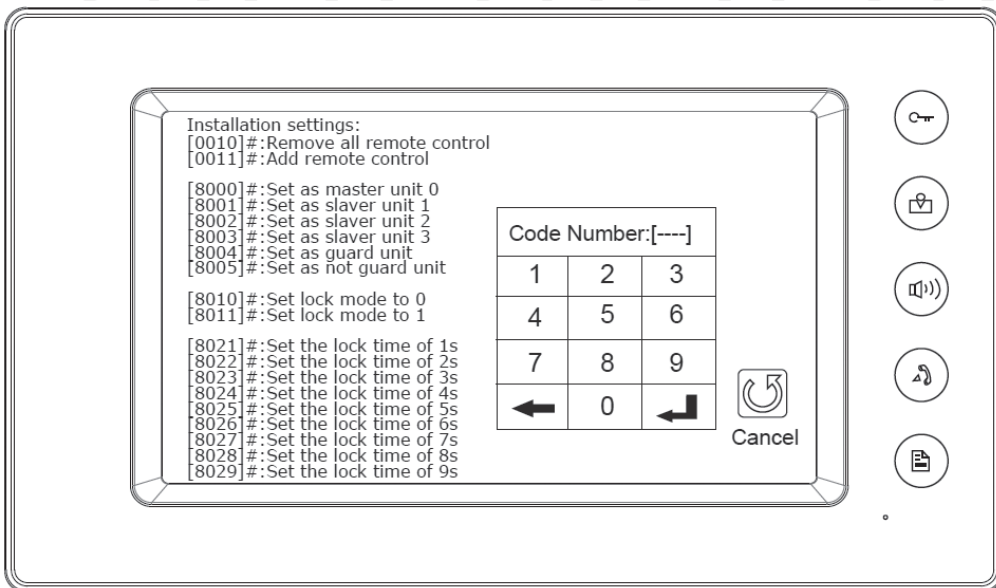 Installation settings:
[0010]#:Remove all remote control
[0011]#:Add remote control
[8000]#:Set as master unit 0
[8001]#:Set as slaver unit 1
[8002]#:Set as slaver unit 2
[8003]#:Set as slaver unit 3
[8004]#:Set as guard unit
[8005]#:Set as not guard unit
[8010]#:Set lock mode to 0
[8011]#:Set lock mode to 1
[8021]#:Set the lock time of 1s
[8022]#:Set the lock time of 2s
[8023]#:Set the lock time of 3s
[8024]#:Set the lock time of 4s
[8025]#:Set the lock time of 5s
[8026]#:Set the lock time of 6s
[8027]#:Set the lock time of 7s
[8028]#:Set the lock time of 8s
[8029]#:Set the lock time of 9s
Code Number:[----]
1 2 3
4 5 6
7 8 9
0
Cancel